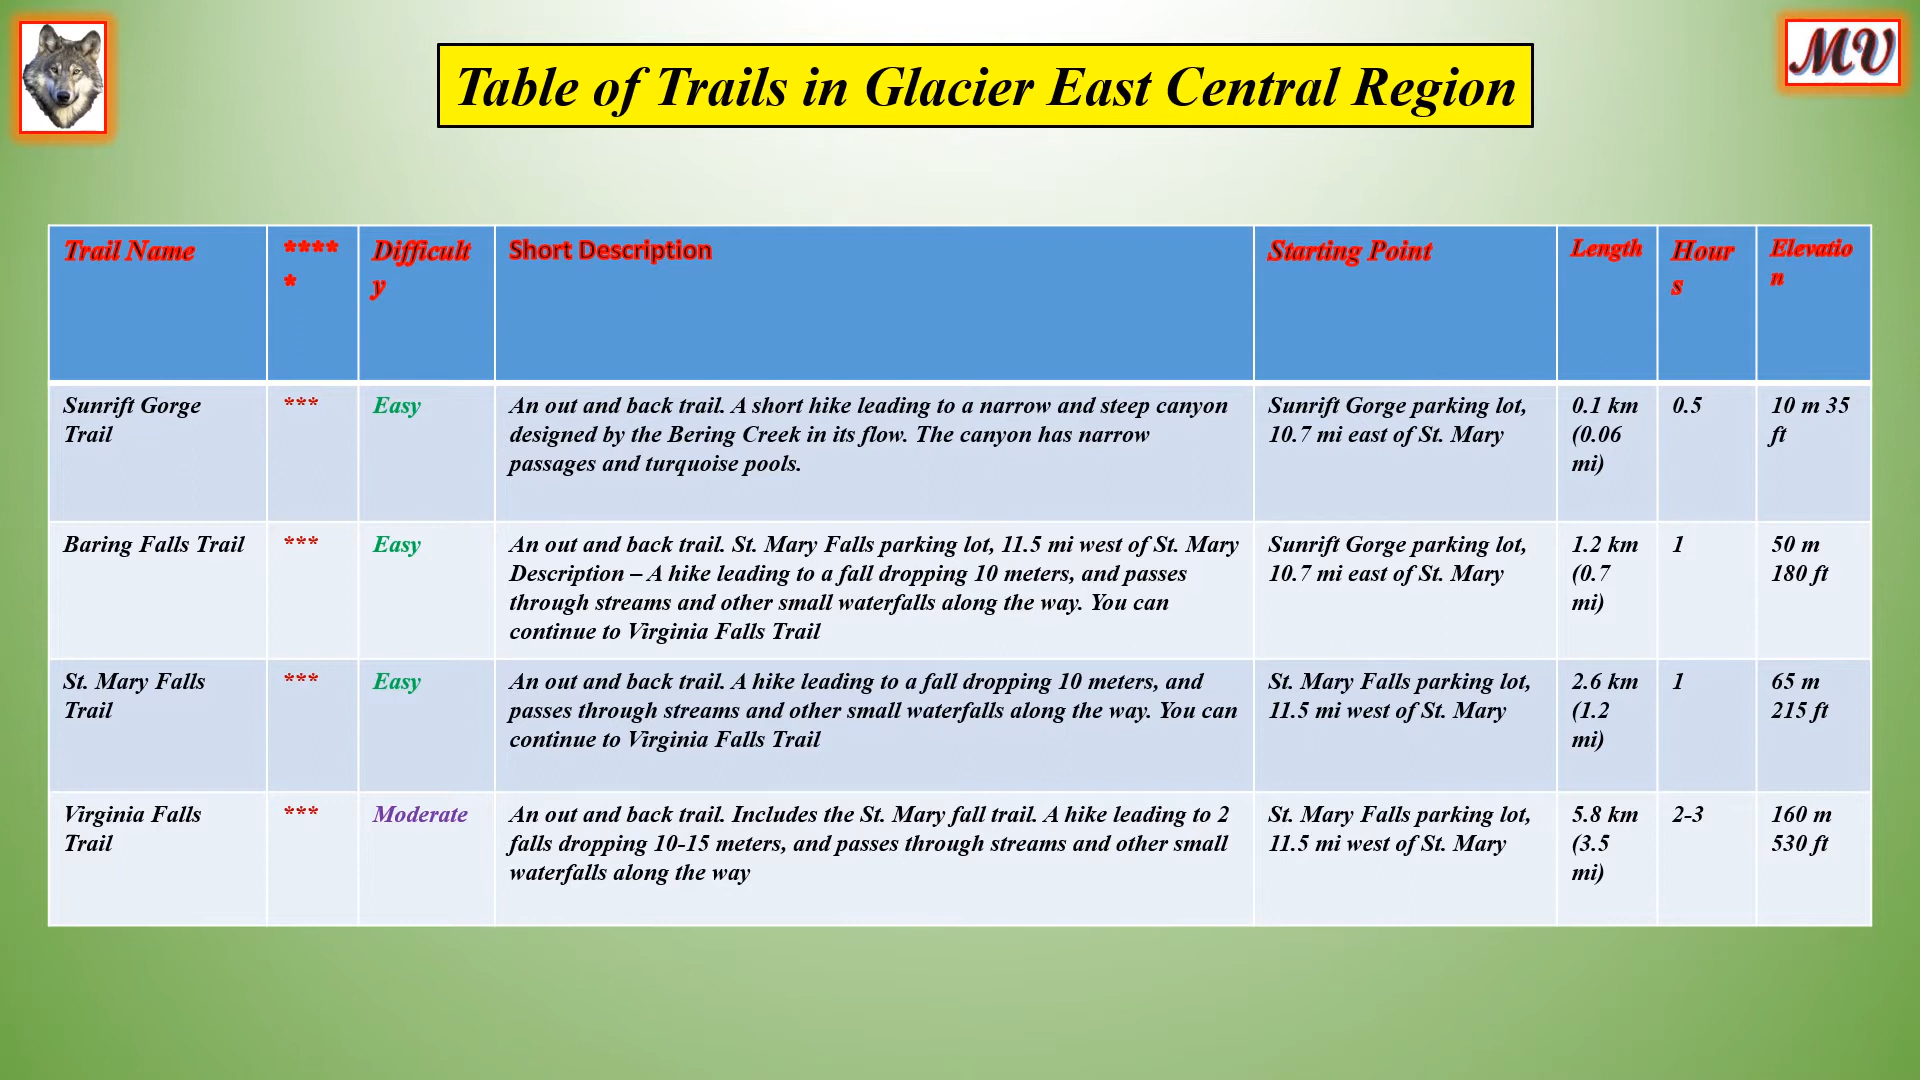 MV
Table of Trails in Glacier East Central Region
Trail Name
****
*
Difficult
y
Short Description
Starting Point
Length
Hour
s
Elevatio
n
Sunrift Gorge
Trail
***
Easy
An out and back trail. A short hike leading to a narrow and steep canyon
designed by the Bering Creek in its flow. The canyon has narrow
passages and turquoise pools.
Sunrift Gorge parking lot,
10.7 mi east of St. Mary
0.1 km
(0.06
mi)
0.5
10 m 35
ft
Baring Falls Trail
***
Easy
An out and back trail. St. Mary Falls parking lot, 11.5 mi west of St. Mary
Description – A hike leading to a fall dropping 10 meters, and passes
through streams and other small waterfalls along the way. You can
continue to Virginia Falls Trail
Sunrift Gorge parking lot,
10.7 mi east of St. Mary
1.2 km
(0.7
mi)
1
50 m
180 ft
St. Mary Falls
Trail
***
Easy
An out and back trail. A hike leading to a fall dropping 10 meters, and
passes through streams and other small waterfalls along the way. You can
continue to Virginia Falls Trail
St. Mary Falls parking lot,
11.5 mi west of St. Mary
2.6 km
(1.2
mi)
1
65 m
215 ft
Virginia Falls
Trail
***
Moderate
An out and back trail. Includes the St. Mary fall trail. A hike leading to 2
falls dropping 10-15 meters, and passes through streams and other small
waterfalls along the way
St. Mary Falls parking lot,
11.5 mi west of St. Mary
5.8 km
(3.5
mi)
2-3
160 m
530 ft